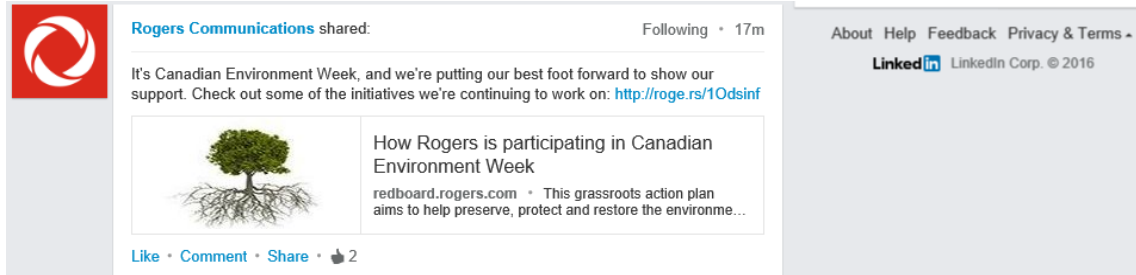 Rogers Communications shared:
Following • 17m
It's Canadian Environment Week, and we're putting our best foot forward to show our
support. Check out some of the initiatives we're continuing to work on: http://roge.rs/1Odsinf
How Rogers is participating in Canadian
Environment Week
redboard.rogers.com • This grassroots action plan
aims to help preserve, protect and restore the environme...
Like • Comment • Share • 2
About Help Feedback Privacy & Terms
Linked in LinkedIn Corp. © 2016